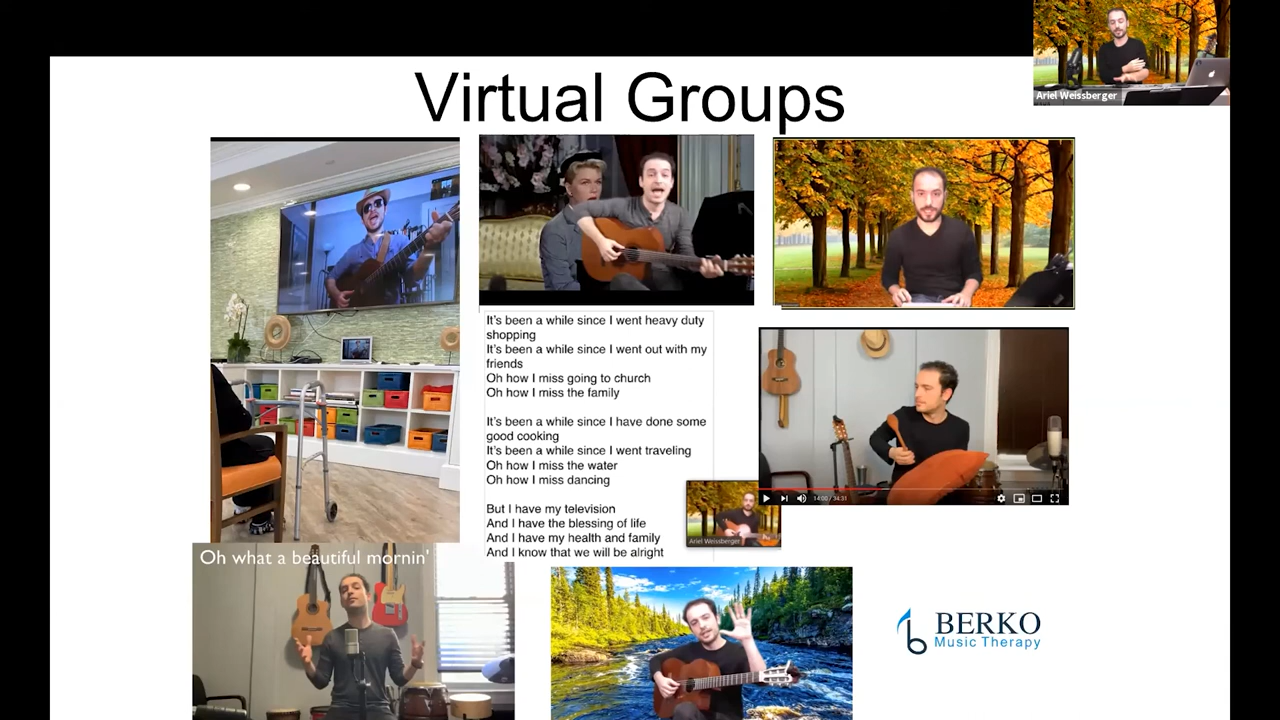 Virtual Groups
Ariel Weissberger
It's been a while since I went heavy duty
shopping
It's been a while since I went out with my
friends
Oh how I miss going to church
Oh how I miss the family
It's been a while since I have done some
good cooking
It's been a while since I went traveling
Oh how I miss the water
Oh how I miss dancing
But I have my television
And I have the blessing of life
And I have my health and family
And I know that we will be alright
Ariel Weissberger
14:00 / 34:31
Oh what a beautiful mornin'
BERKO
Music Therapy